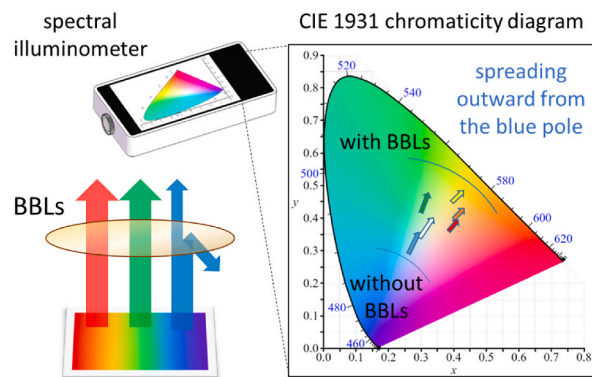 spectral
illuminometer
CIE 1931 chromaticity diagram
BBLs
spreading
outward from
the blue pole
with BBLs
without
BBLs
520
540
500
580
600
620
480
460
y
0.9
0.8
0.7
0.6
0.5
0.4
0.3
0.2
0.1
0.0
0.0 0.1 0.2 0.3 0.4 0.5 0.6 0.7 0.8
x